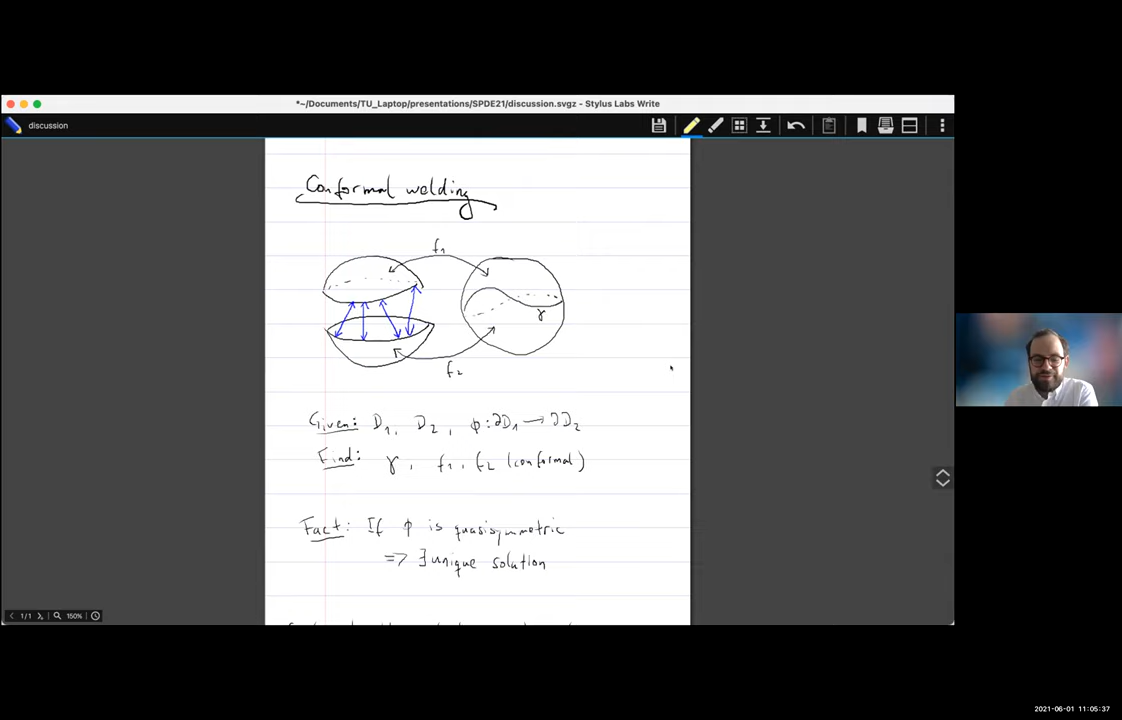 *~/Documents/TU_Laptop/presentations/SPDE21/discussion.svgz - Stylus Labs Write
discussion
Conformal welding
f₁
γ
f₂
Given: D₁, D₂, ϕ: ∂D₁ → ∂D₂
Find: γ, f₁, f₂ (conformal)
Fact: If ϕ is quasisymmetric
=> ∃ unique solution
1/1 150%
2021-06-01 11:05:37